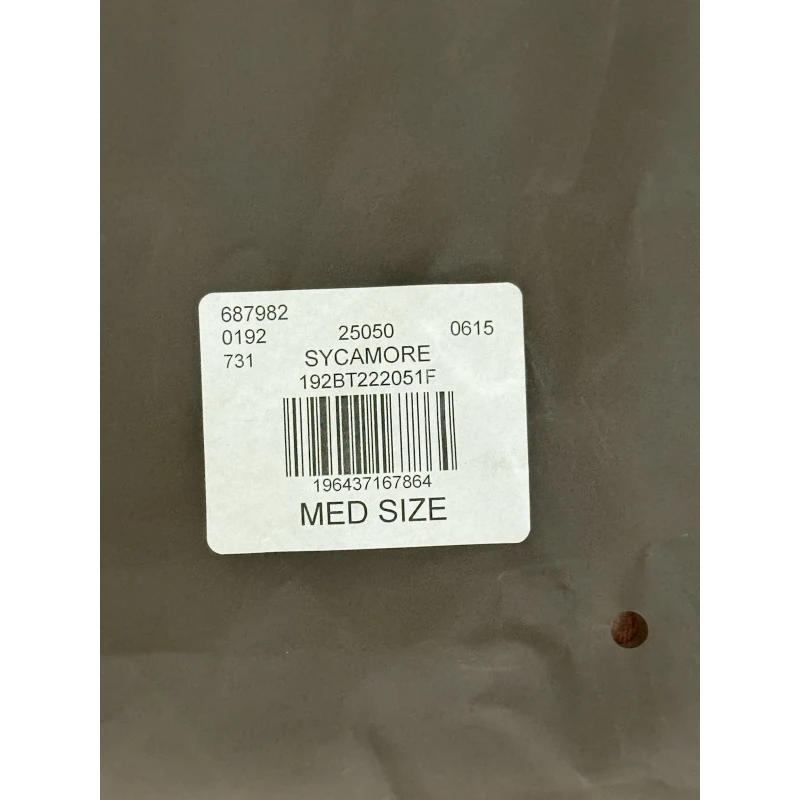 687982
0192 25050 0615
731 SYCAMORE
192BT222051F
196437167864
MED SIZE